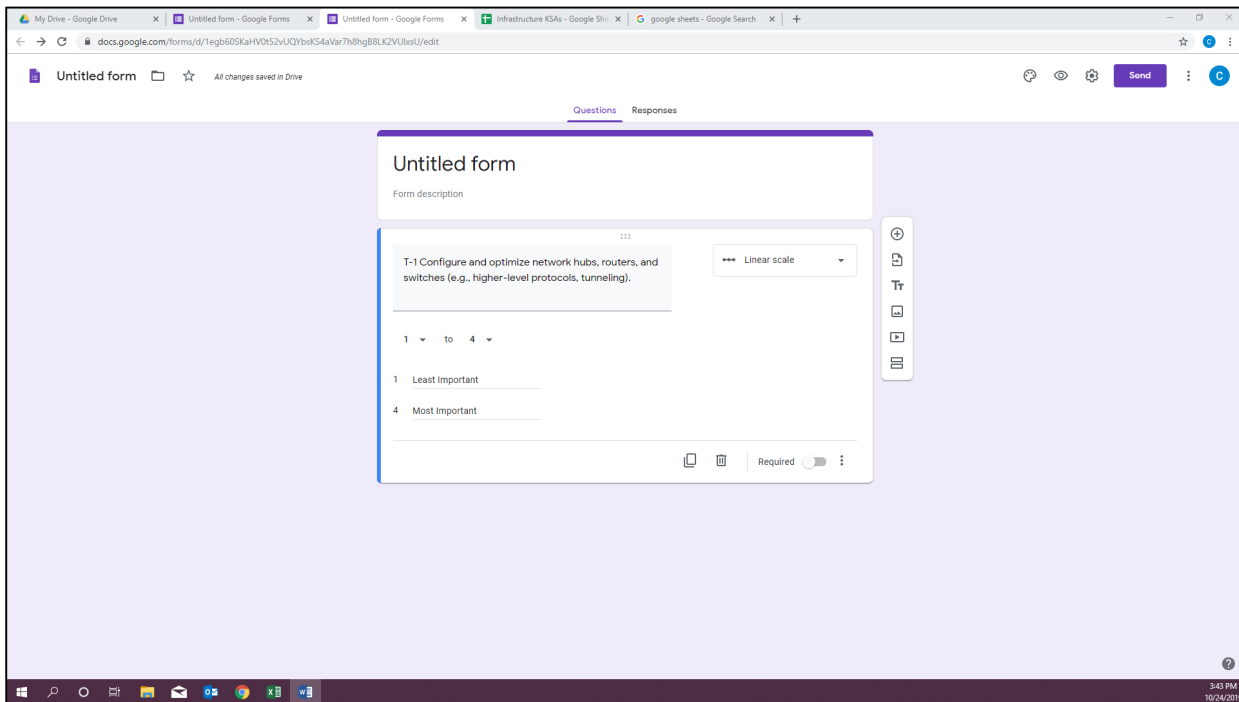 My Drive - Google Drive
Untitled form - Google Forms
Untitled form - Google Forms
Infrastructure KSAs - Google She
google sheets - Google Search
docs.google.com/forms/d/
Untitled form
All changes saved in Drive
Send
C
Questions Responses
Untitled form
Form description
T-1 Configure and optimize network hubs, routers, and
switches (e.g., higher-level protocols, tunneling).
Linear scale
1 to 4
1 Least Important
4 Most Important
Required
3:43 PM
10/24/201